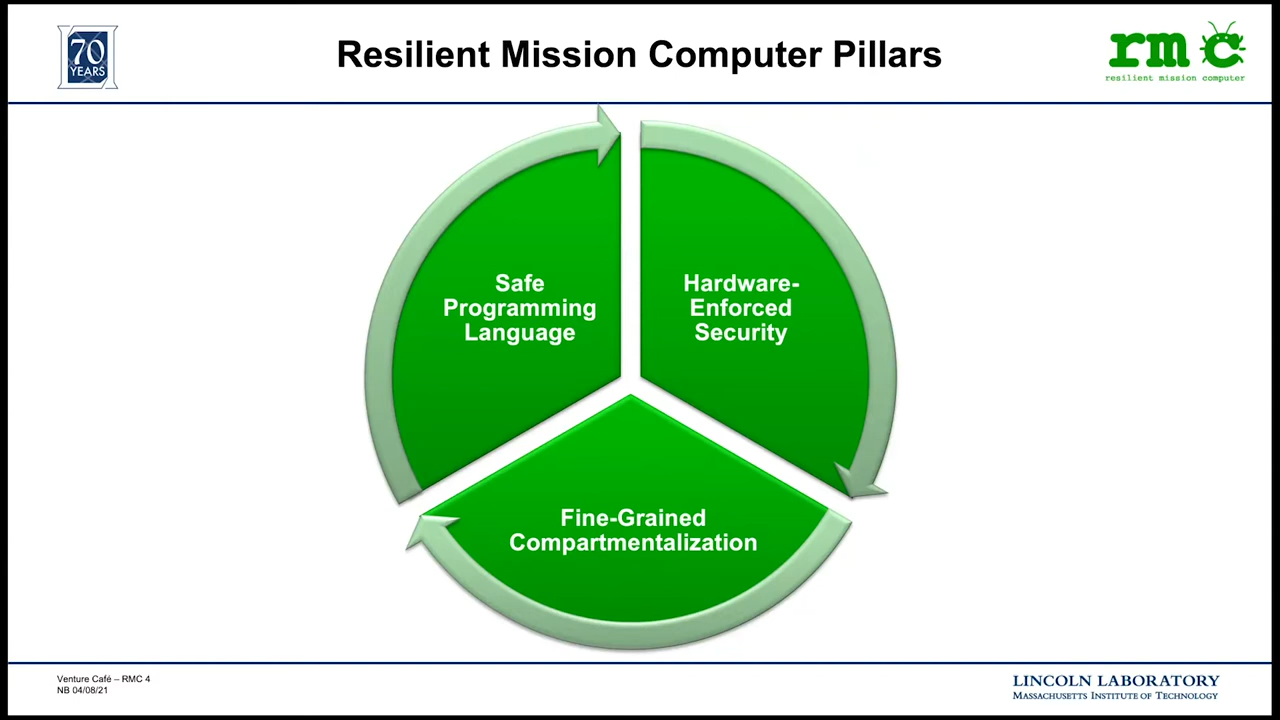 70
YEARS
Resilient Mission Computer Pillars
rmc
resilient mission computer
Safe
Programming
Language
Hardware-
Enforced
Security
Fine-Grained
Compartmentalization
Venture Café – RMC 4
NB 04/08/21
LINCOLN LABORATORY
MASSACHUSETTS INSTITUTE OF TECHNOLOGY